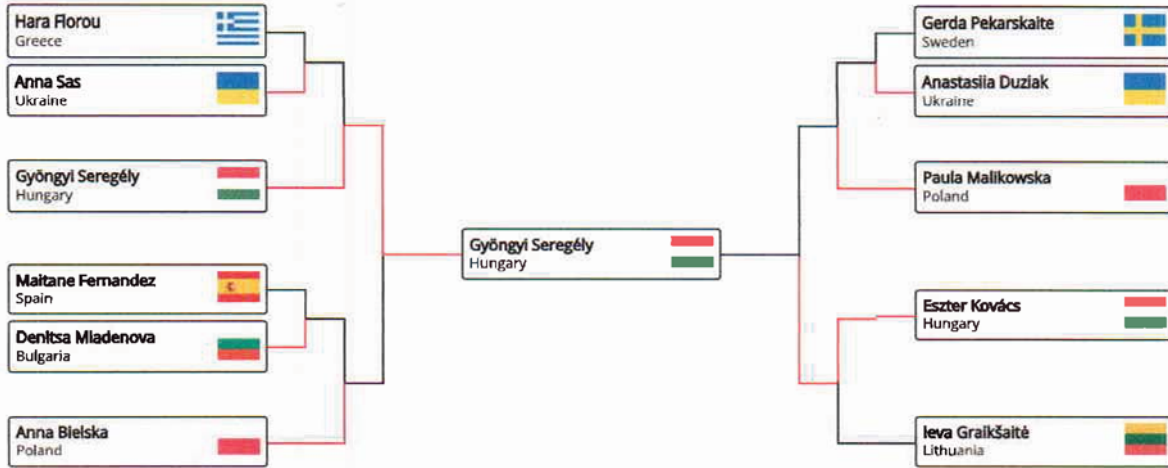 Hara Florou
Greece
Anna Sas
Ukraine
Gyöngyi Seregély
Hungary
Maitane Fernandez
Spain
Denitsa Mladenova
Bulgaria
Anna Bielska
Poland
Gyöngyi Seregély
Hungary
Gerda Pekarskaite
Sweden
Anastasiia Duziak
Ukraine
Paula Malikowska
Poland
Eszter Kovács
Hungary
Ieva Graikšaitė
Lithuania